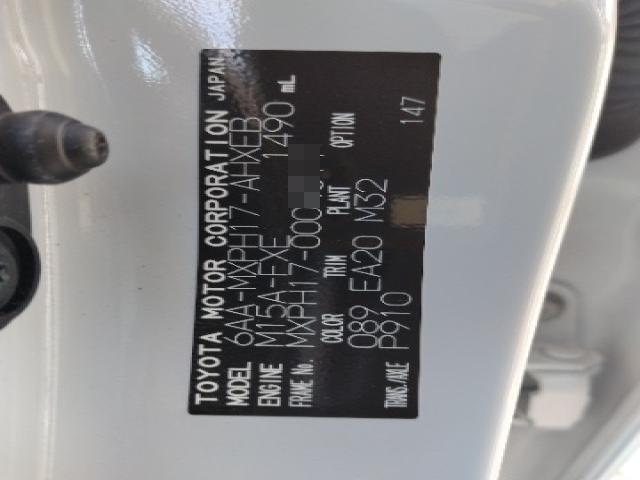 TOYOTA MOTOR CORPORATION JAPAN
MODEL 6AA-MXPH17-AHXEB
ENGINE M15A-FXE 1490 mL
FRAME No. MXPH17-000
COLOR TRIM PLANT OPTION
089 EA20 M32
TRANS./AXLE P910 147